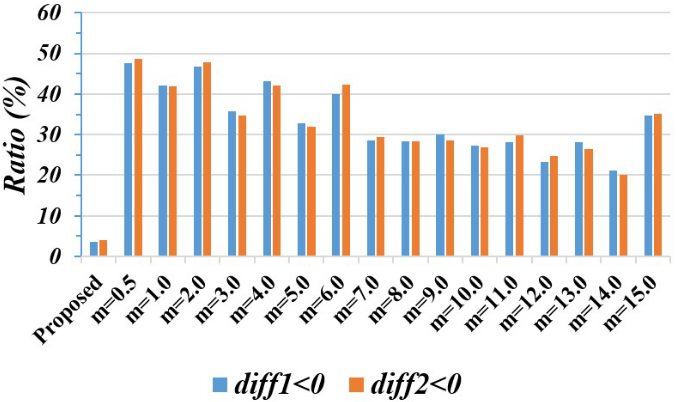 60
50
40
30
20
10
0
Ratio (%)
Proposed
m=0.5
m=1.0
m=2.0
m=3.0
m=4.0
m=5.0
m=6.0
m=7.0
m=8.0
m=9.0
m=10.0
m=11.0
m=12.0
m=13.0
m=14.0
m=15.0
diff1<0 diff2<0